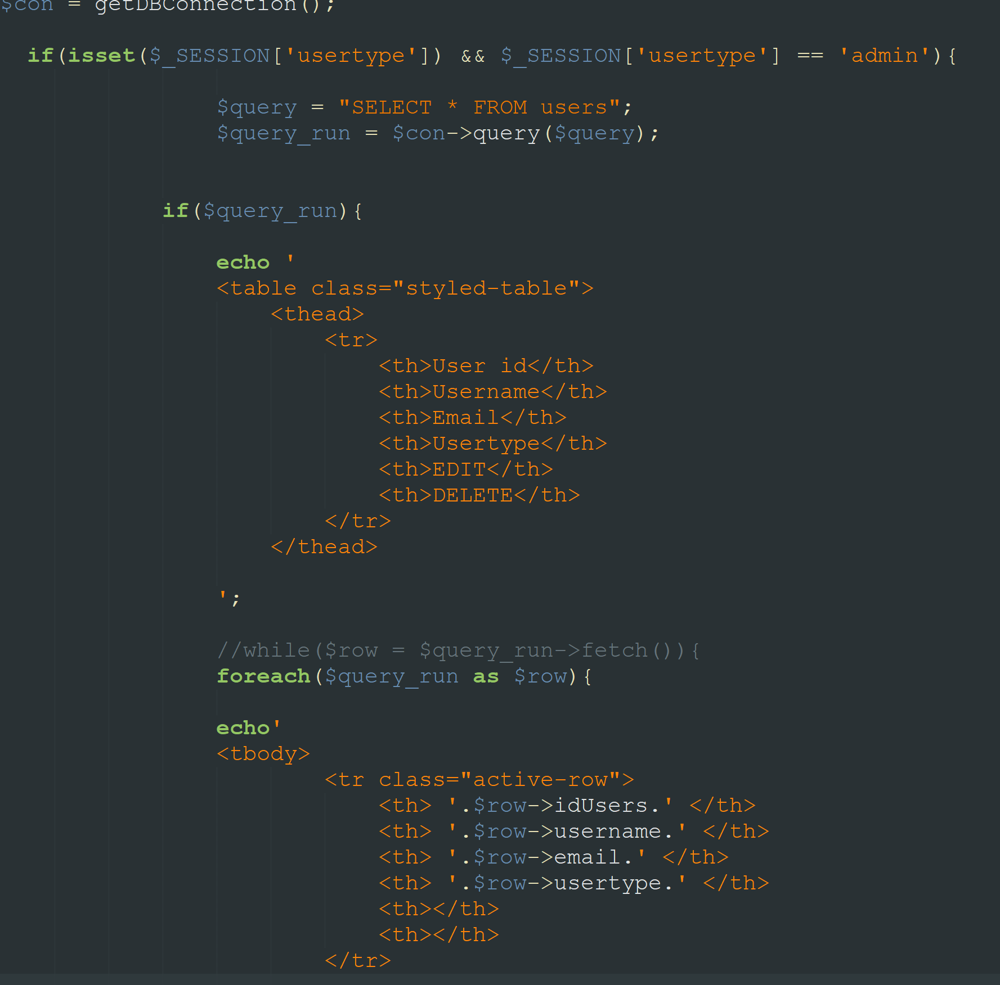 $con = getDBConnection();
if(isset($_SESSION['usertype']) && $_SESSION['usertype'] == 'admin'){
$query = "SELECT * FROM users";
$query_run = $con->query($query);
if($query_run){
echo '
<table class="styled-table">
<thead>
<tr>
<th>User id</th>
<th>Username</th>
<th>Email</th>
<th>Usertype</th>
<th>EDIT</th>
<th>DELETE</th>
</tr>
</thead>
';
//while($row = $query_run->fetch()){
foreach($query_run as $row){
echo'
<tbody>
<tr class="active-row">
<th> '.$row->idUsers.' </th>
<th> '.$row->username.' </th>
<th> '.$row->email.' </th>
<th> '.$row->usertype.' </th>
<th></th>
<th></th>
</tr>